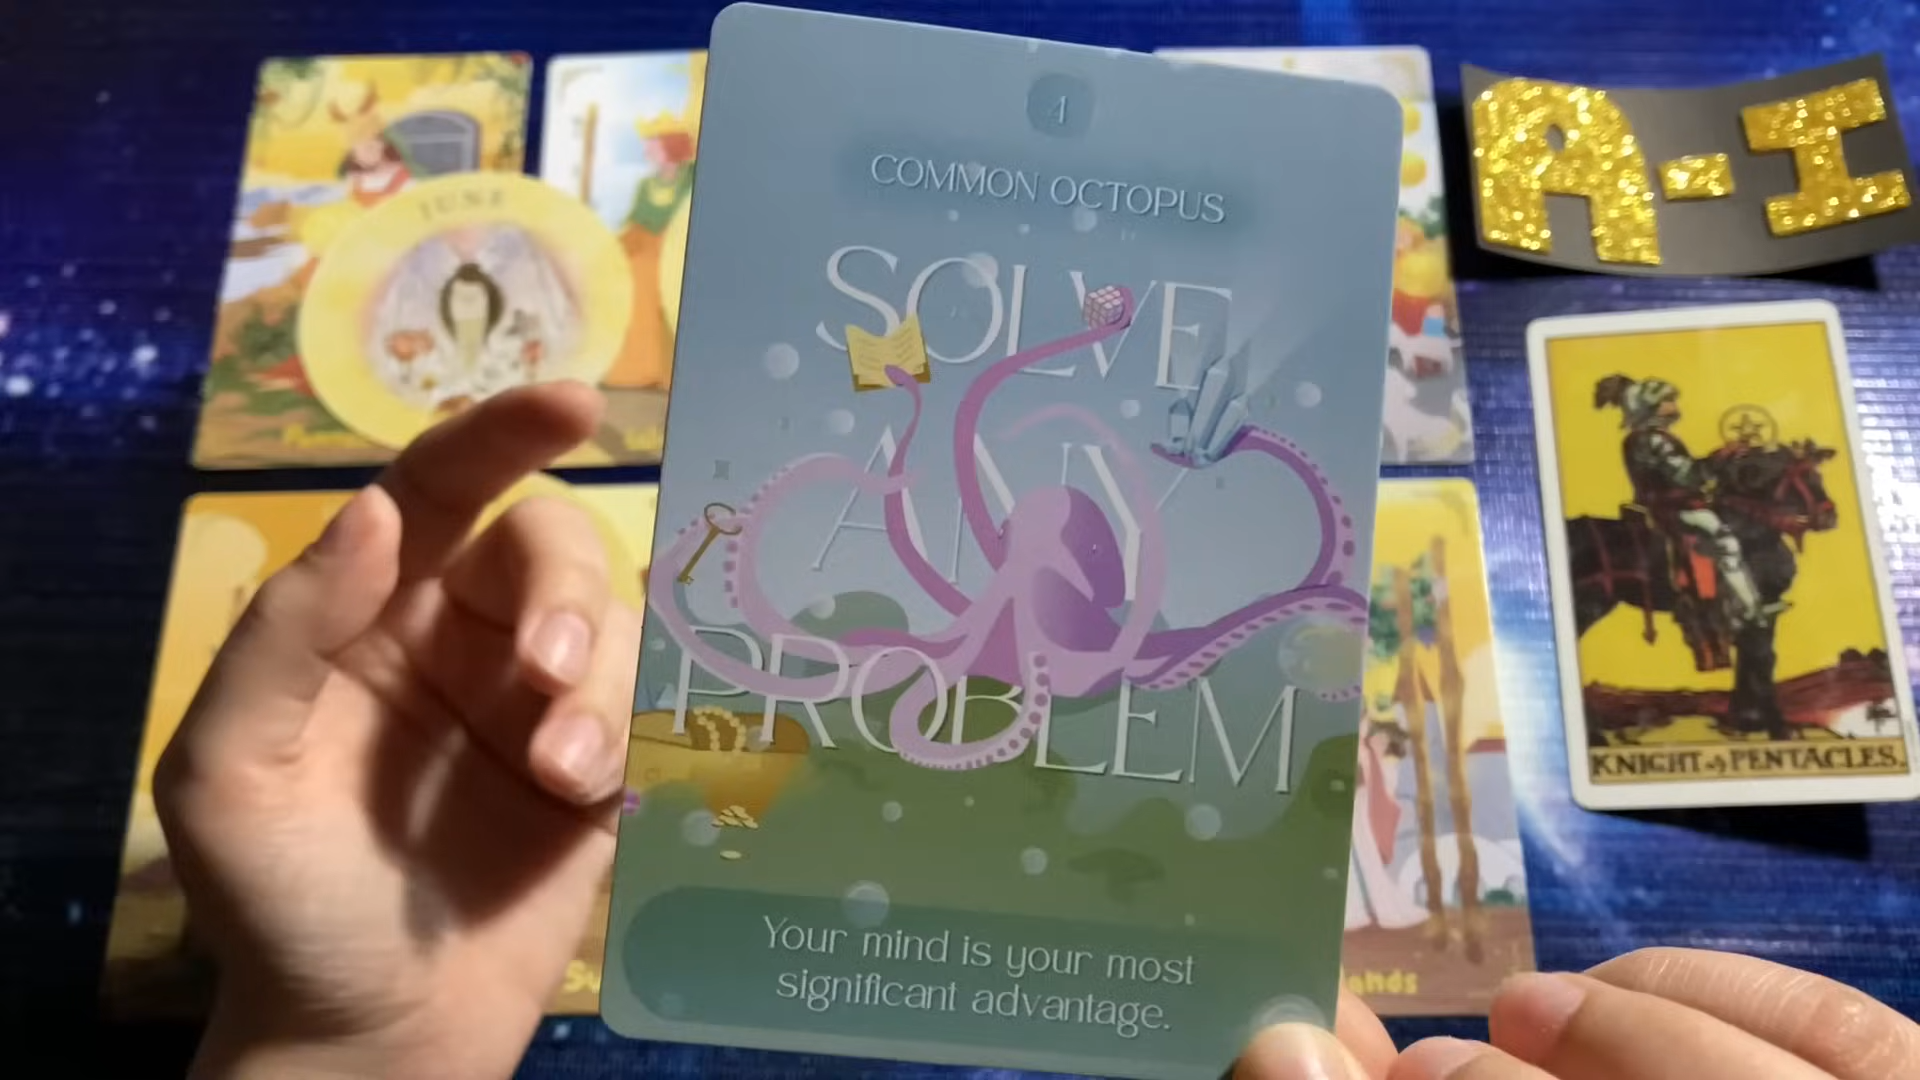 4
COMMON OCTOPUS
SOLVE
ANY
PROBLEM
Your mind is your most
significant advantage.
JUNE
A-I
KNIGHT of PENTACLES.